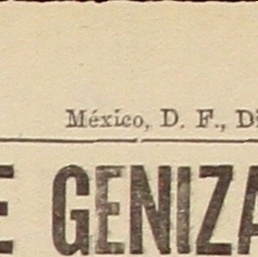 México, D. F., Di
E GENIZA